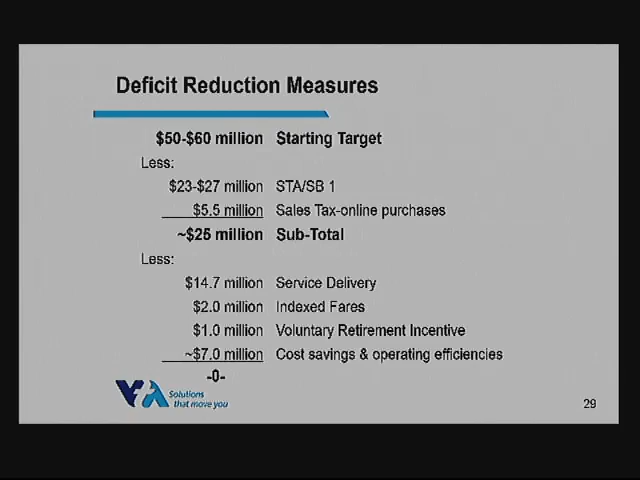 Deficit Reduction Measures
$50-$60 million Starting Target
Less:
$23-$27 million STA/SB 1
$5.5 million Sales Tax-online purchases
~$25 million Sub-Total
Less:
$14.7 million Service Delivery
$2.0 million Indexed Fares
$1.0 million Voluntary Retirement Incentive
~$7.0 million Cost savings & operating efficiencies
-0-
VTA Solutions
that move you
29